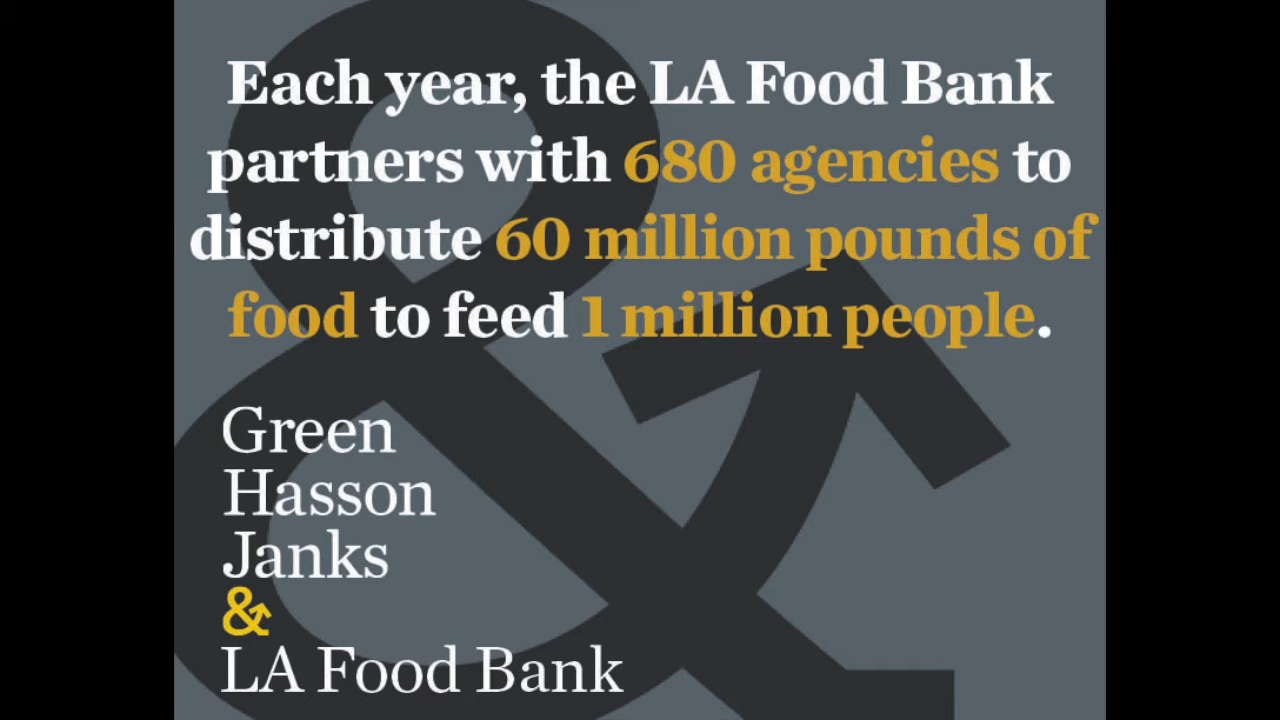 Each year, the LA Food Bank
partners with 680 agencies to
distribute 60 million pounds of
food to feed 1 million people.
Green
Hasson
Janks
&
LA Food Bank